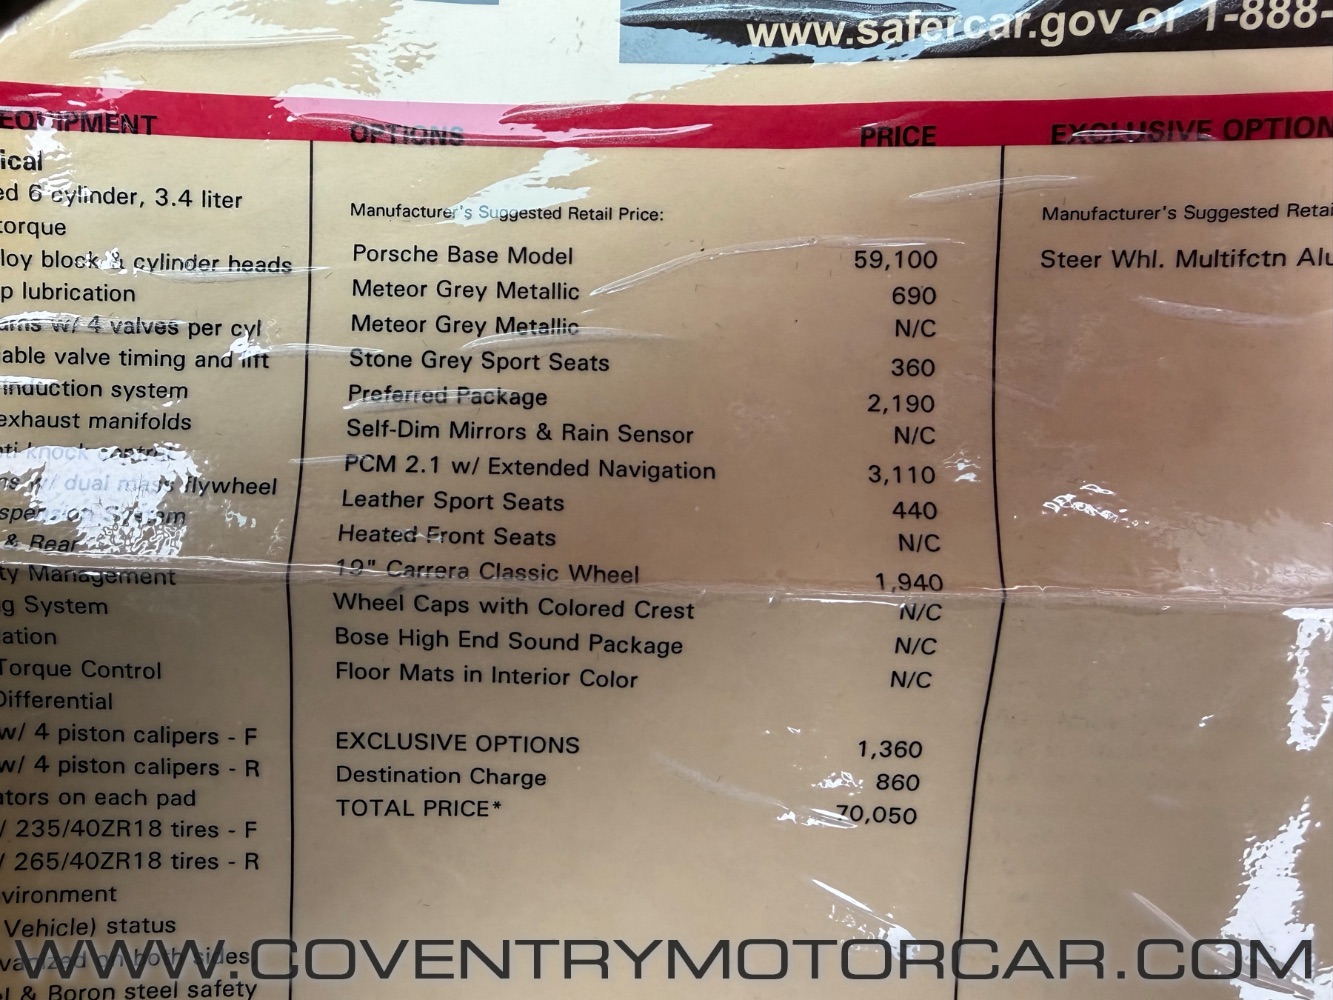 www.safercar.gov or 1-888-
EQUIPMENT
ical
ed 6 cylinder, 3.4 liter
torque
loy block & cylinder heads
p lubrication
ams w/ 4 valves per cyl
iable valve timing and lift
induction system
exhaust manifolds
nti knock control
ns w/ dual mass flywheel
System
& Rear
ty Management
g System
ation
Torque Control
Differential
w/ 4 piston calipers - F
w/ 4 piston calipers - R
ators on each pad
/ 235/40ZR18 tires - F
/ 265/40ZR18 tires - R
vironment
Vehicle) status
vanized on both sides
l & Boron steel safety
OPTIONS PRICE
Manufacturer's Suggested Retail Price:
Porsche Base Model 59,100
Meteor Grey Metallic 690
Meteor Grey Metallic N/C
Stone Grey Sport Seats 360
Preferred Package 2,190
Self-Dim Mirrors & Rain Sensor N/C
PCM 2.1 w/ Extended Navigation 3,110
Leather Sport Seats 440
Heated Front Seats N/C
19" Carrera Classic Wheel 1,940
Wheel Caps with Colored Crest N/C
Bose High End Sound Package N/C
Floor Mats in Interior Color N/C
EXCLUSIVE OPTIONS 1,360
Destination Charge 860
TOTAL PRICE* 70,050
EXCLUSIVE OPTION
Manufacturer's Suggested Retai
Steer Whl. Multifctn Alu
WWW.COVENTRYMOTORCAR.COM